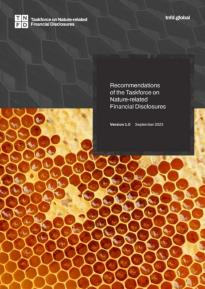 T N
F D
Taskforce on Nature-related
Financial Disclosures
tnfd.global
Recommendations
of the Taskforce on
Nature-related
Financial Disclosures
Version 1.0 September 2023